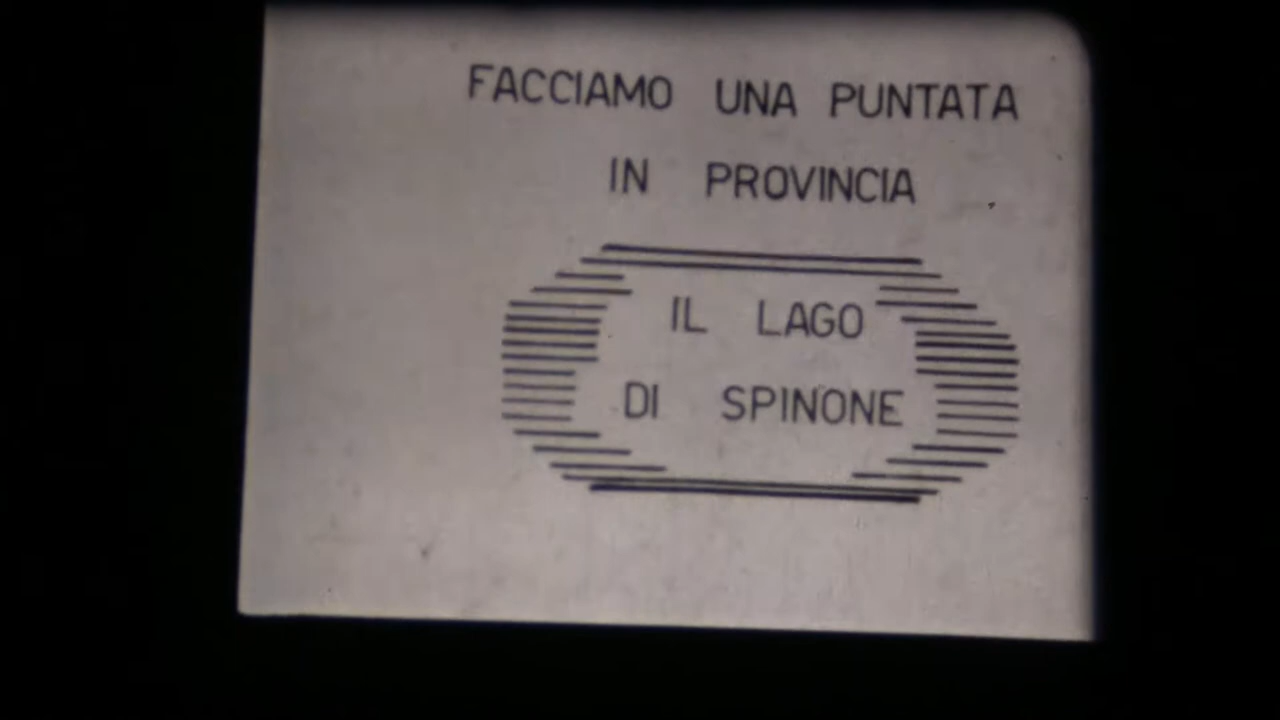 FACCIAMO UNA PUNTATA
IN PROVINCIA
IL LAGO
DI SPINONE